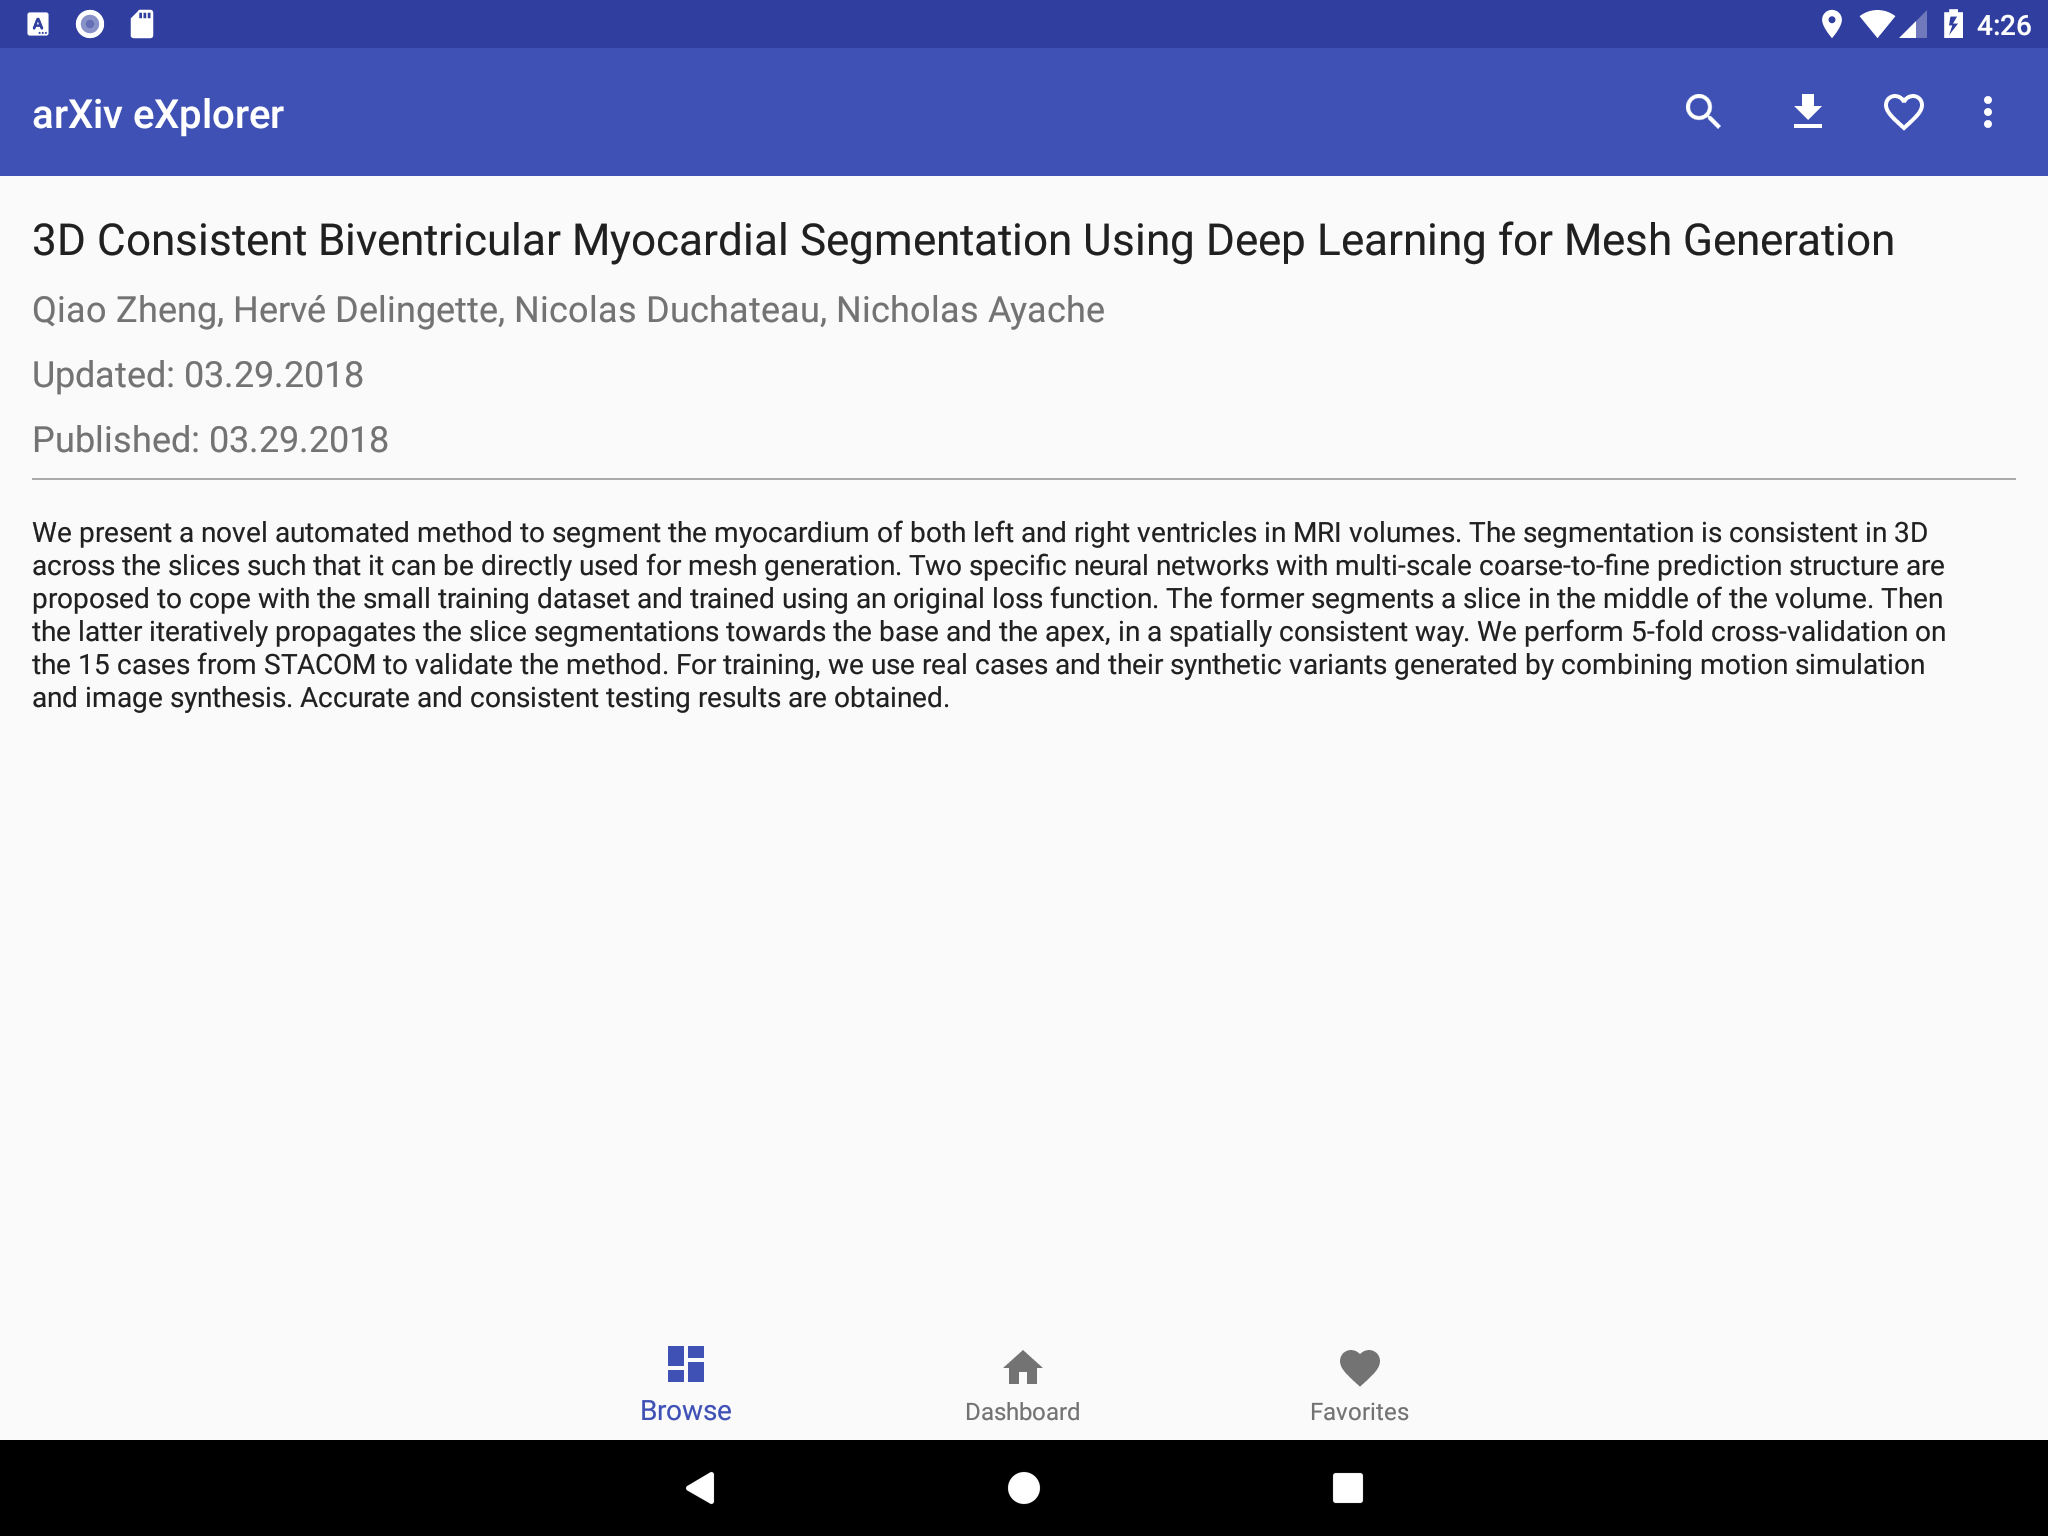 4:26
arXiv eXplorer
3D Consistent Biventricular Myocardial Segmentation Using Deep Learning for Mesh Generation
Qiao Zheng, Hervé Delingette, Nicolas Duchateau, Nicholas Ayache
Updated: 03.29.2018
Published: 03.29.2018
We present a novel automated method to segment the myocardium of both left and right ventricles in MRI volumes. The segmentation is consistent in 3D
across the slices such that it can be directly used for mesh generation. Two specific neural networks with multi-scale coarse-to-fine prediction structure are
proposed to cope with the small training dataset and trained using an original loss function. The former segments a slice in the middle of the volume. Then
the latter iteratively propagates the slice segmentations towards the base and the apex, in a spatially consistent way. We perform 5-fold cross-validation on
the 15 cases from STACOM to validate the method. For training, we use real cases and their synthetic variants generated by combining motion simulation
and image synthesis. Accurate and consistent testing results are obtained.
Browse
Dashboard
Favorites